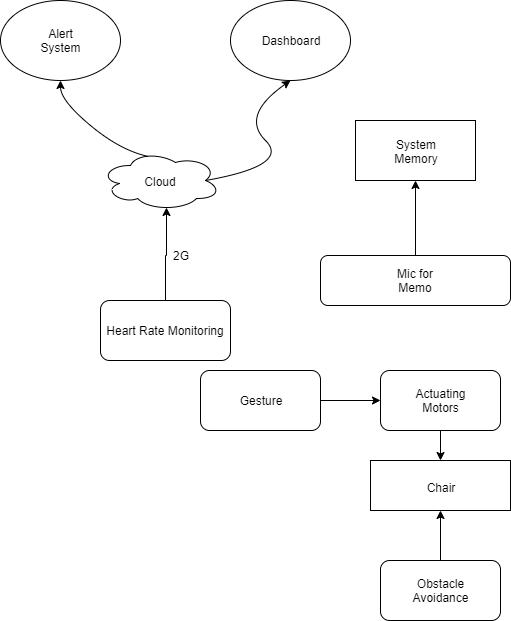 Alert
System
Dashboard
System
Memory
Cloud
2G
Mic for
Memo
Heart Rate Monitoring
Gesture
Actuating
Motors
Chair
Obstacle
Avoidance